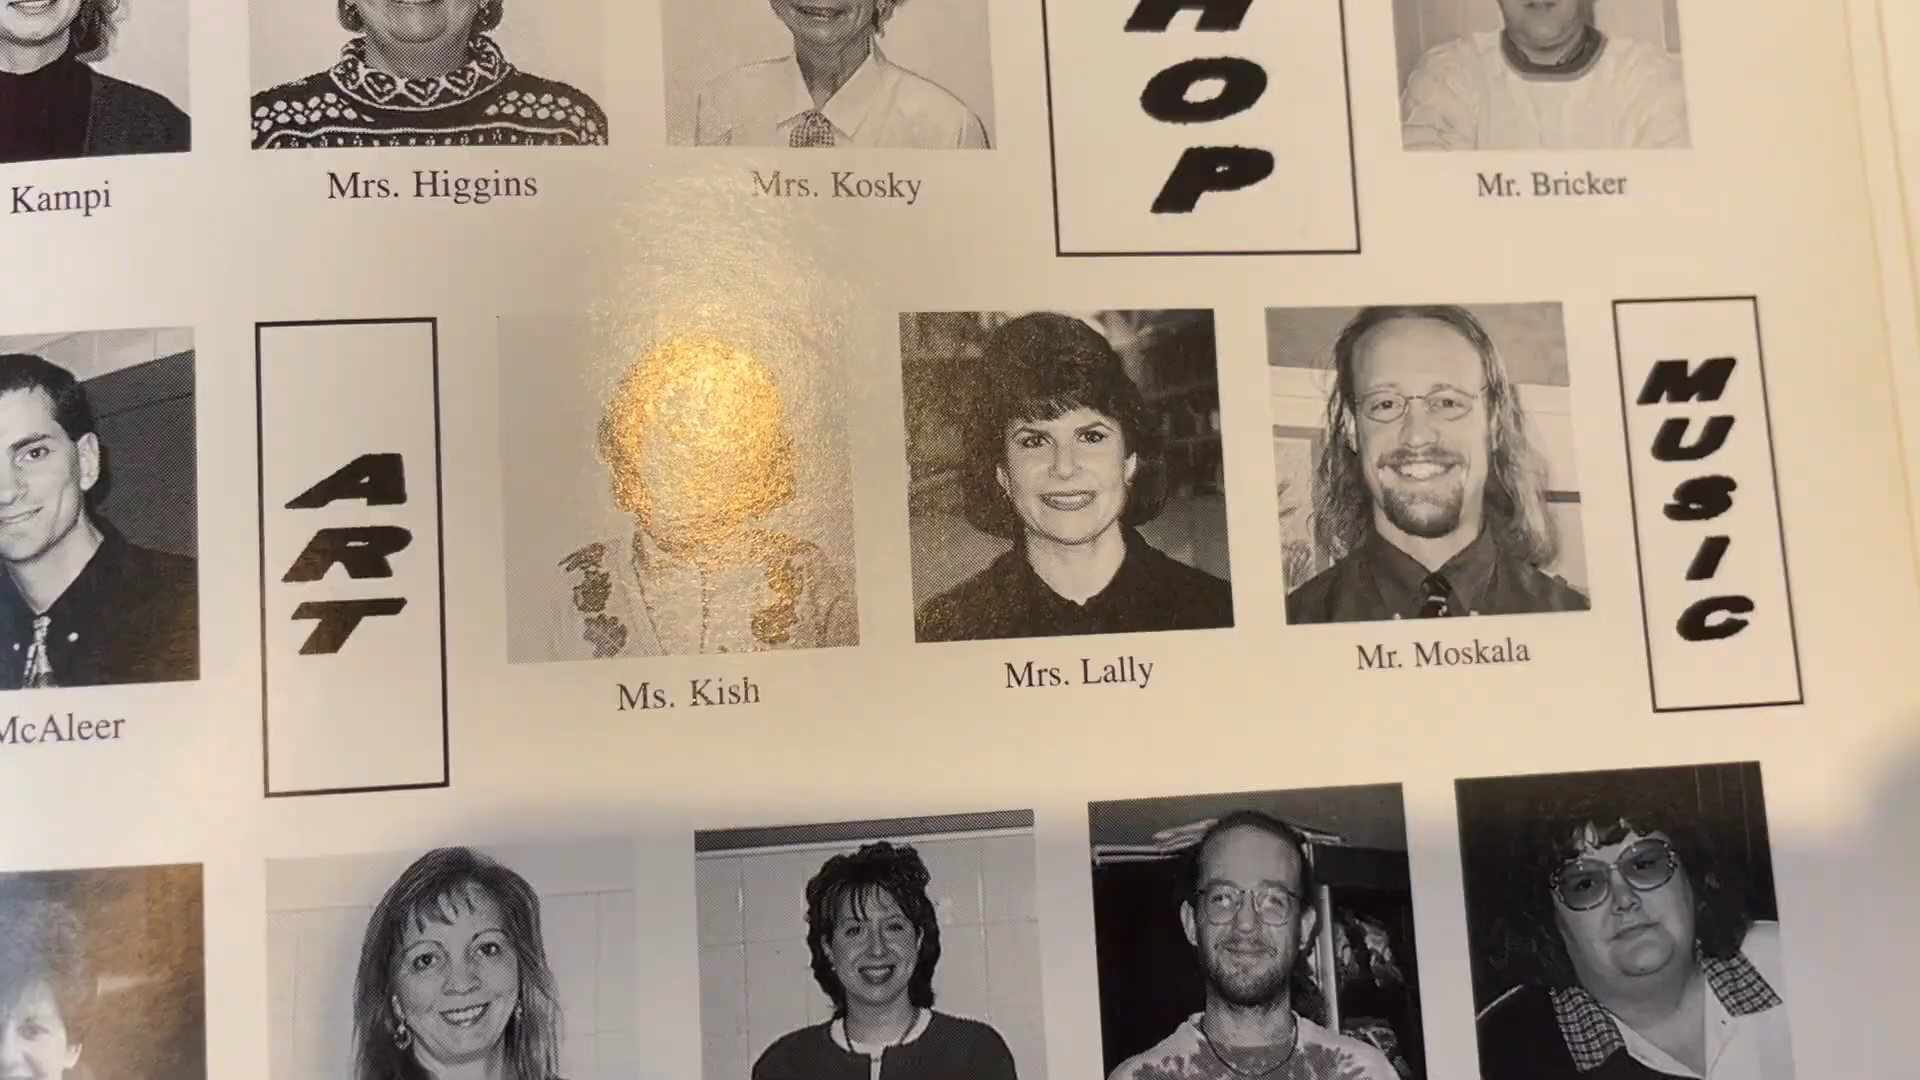 HOP
Kampi
Mrs. Higgins
Mrs. Kosky
Mr. Bricker
ART
MUSIC
McAleer
Ms. Kish
Mrs. Lally
Mr. Moskala